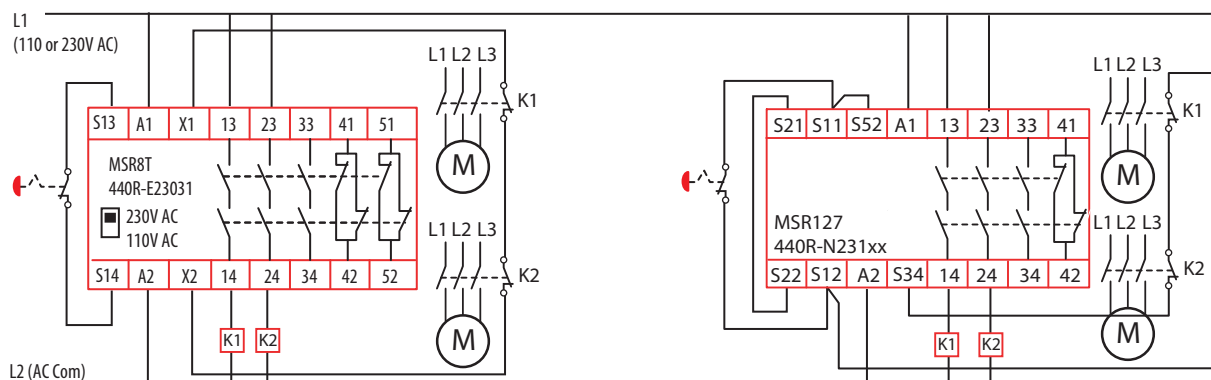 L1
(110 or 230V AC)
L1 L2 L3
K1
S13 A1 X1 13 23 33 41 51
MSR8T
440R-E23031
230V AC
110V AC
M
L1 L2 L3
K2
S14 A2 X2 14 24 34 42 52
K1 K2
M
L2 (AC Com)
L1 L2 L3
K1
S21 S11 S52 A1 13 23 33 41
M
MSR127
440R-N231xx
L1 L2 L3
K2
S22 S12 A2 S34 14 24 34 42
K1 K2
M